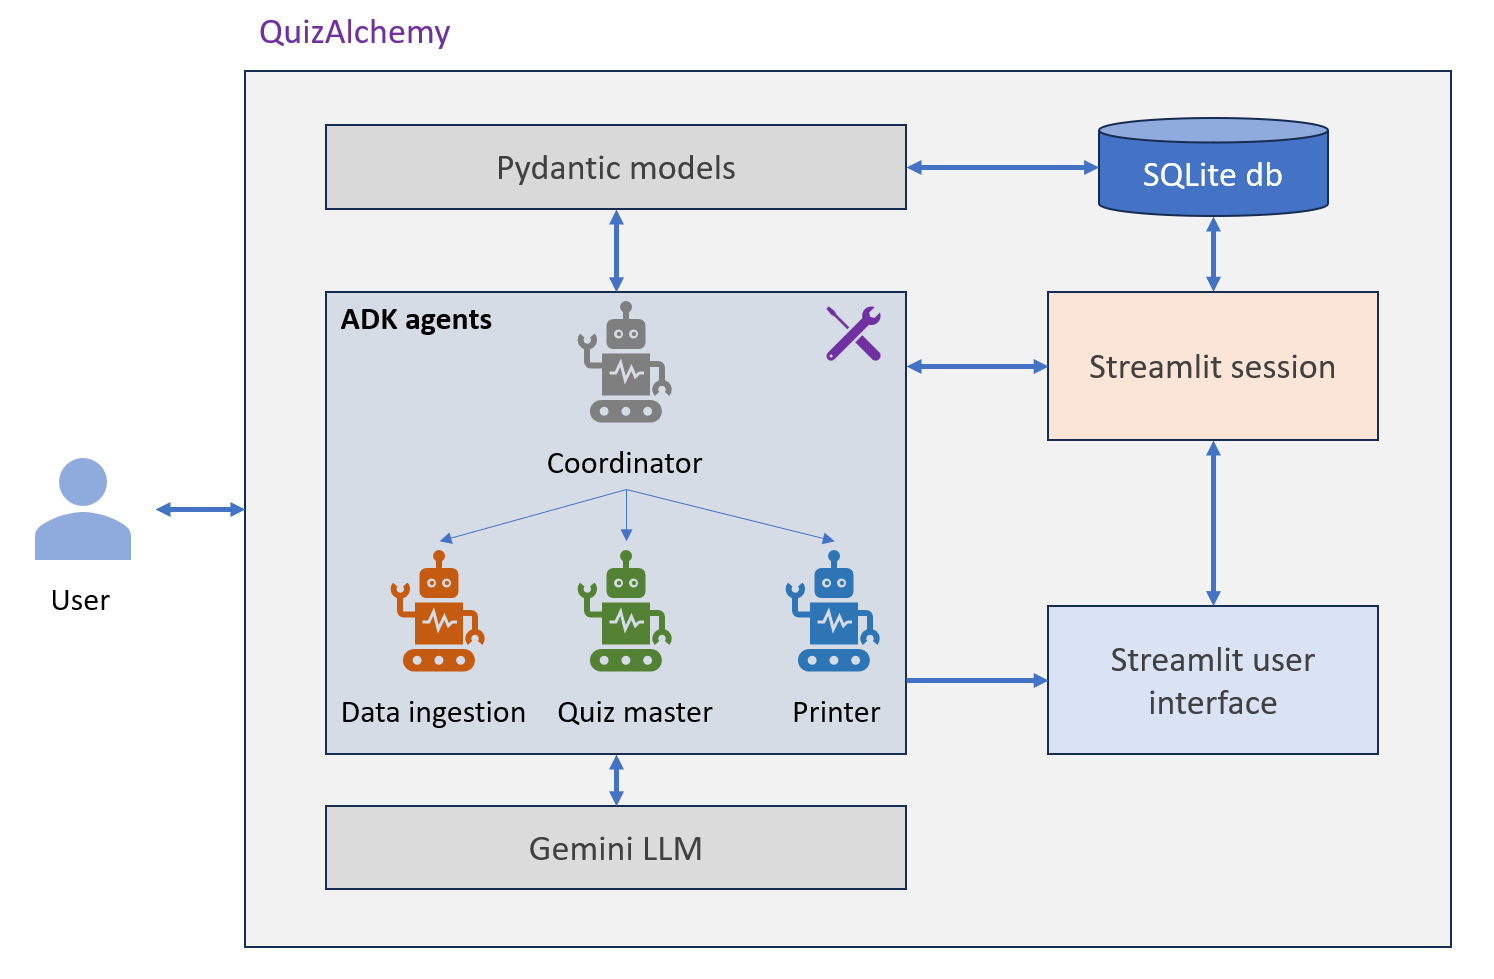 QuizAlchemy
Pydantic models
SQLite db
ADK agents
Streamlit session
Coordinator
User
Data ingestion
Quiz master
Printer
Streamlit user
interface
Gemini LLM